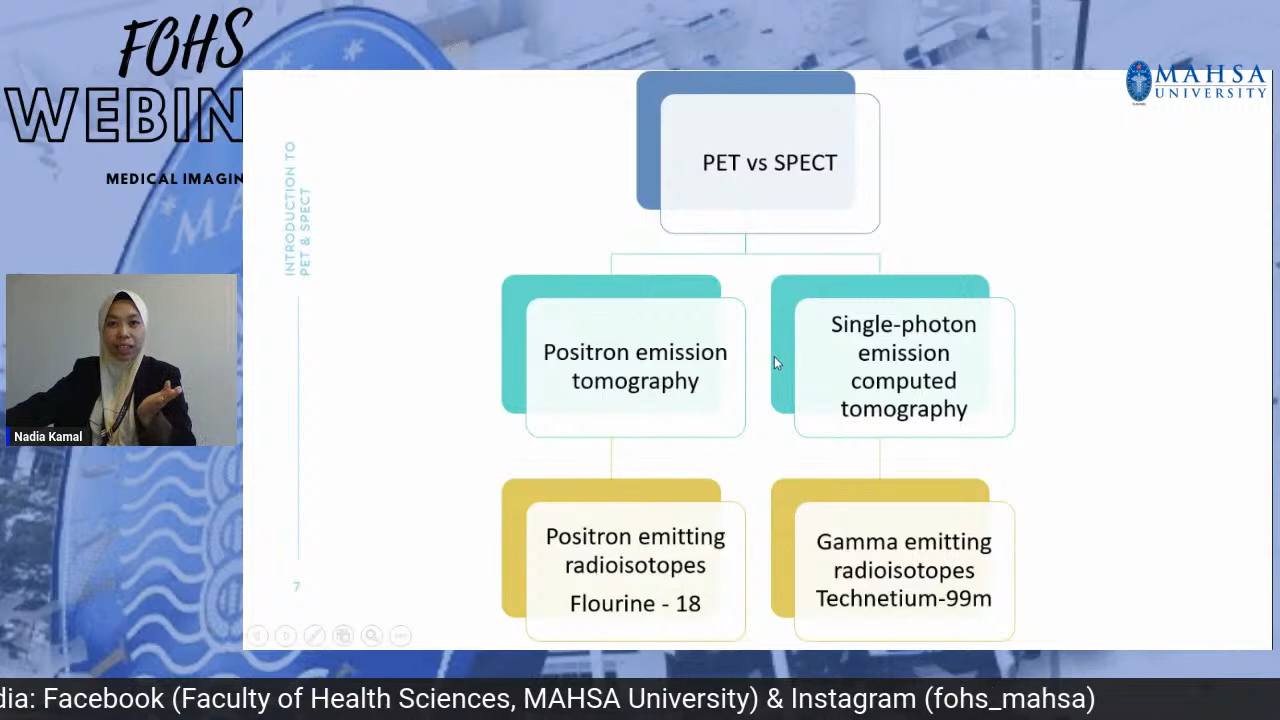 FOHS
WEBIN
MEDICAL IMAGIN
MAHSA
UNIVERSITY
INTRODUCTION TO
PET & SPECT
PET vs SPECT
Positron emission
tomography
Single-photon
emission
computed
tomography
Positron emitting
radioisotopes
Flourine - 18
Gamma emitting
radioisotopes
Technetium-99m
7
Nadia Kamal
dia: Facebook (Faculty of Health Sciences, MAHSA University) & Instagram (fohs_mahsa)